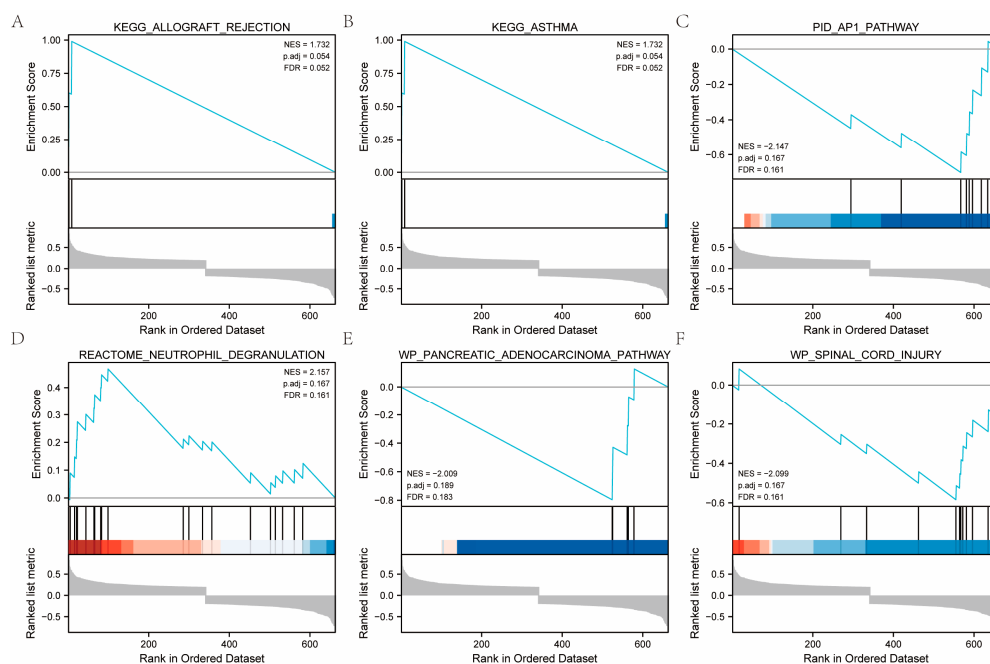 A
KEGG_ALLOGRAFT_REJECTION
Enrichment Score
1.00
0.75
0.50
0.25
0.00
NES = 1.732
p.adj = 0.054
FDR = 0.052
Ranked list metric
0.5
0.0
−0.5
200
400
600
Rank in Ordered Dataset
B
KEGG_ASTHMA
Enrichment Score
1.00
0.75
0.50
0.25
0.00
NES = 1.732
p.adj = 0.054
FDR = 0.052
Ranked list metric
0.5
0.0
−0.5
200
400
600
Rank in Ordered Dataset
C
PID_AP1_PATHWAY
Enrichment Score
0.0
−0.2
−0.4
−0.6
NES = −2.147
p.adj = 0.167
FDR = 0.161
Ranked list metric
0.5
0.0
−0.5
200
400
600
Rank in Ordered Dataset
D
REACTOME_NEUTROPHIL_DEGRANULATION
Enrichment Score
0.4
0.3
0.2
0.1
0.0
NES = 2.157
p.adj = 0.167
FDR = 0.161
Ranked list metric
0.5
0.0
−0.5
200
400
600
Rank in Ordered Dataset
E
WP_PANCREATIC_ADENOCARCINOMA_PATHWAY
Enrichment Score
0.0
−0.2
−0.4
−0.6
−0.8
NES = −2.009
p.adj = 0.189
FDR = 0.183
Ranked list metric
0.5
0.0
−0.5
200
400
600
Rank in Ordered Dataset
F
WP_SPINAL_CORD_INJURY
Enrichment Score
0.0
−0.2
−0.4
−0.6
NES = −2.099
p.adj = 0.167
FDR = 0.161
Ranked list metric
0.5
0.0
−0.5
200
400
600
Rank in Ordered Dataset